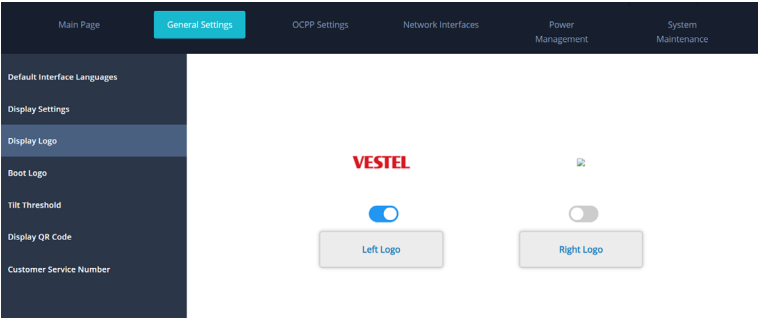 Main Page
General Settings
OCPP Settings
Network Interfaces
Power
Management
System
Maintenance
Default Interface Languages
Display Settings
Display Logo
Boot Logo
Tilt Threshold
Display QR Code
Customer Service Number
VESTEL
Left Logo
Right Logo